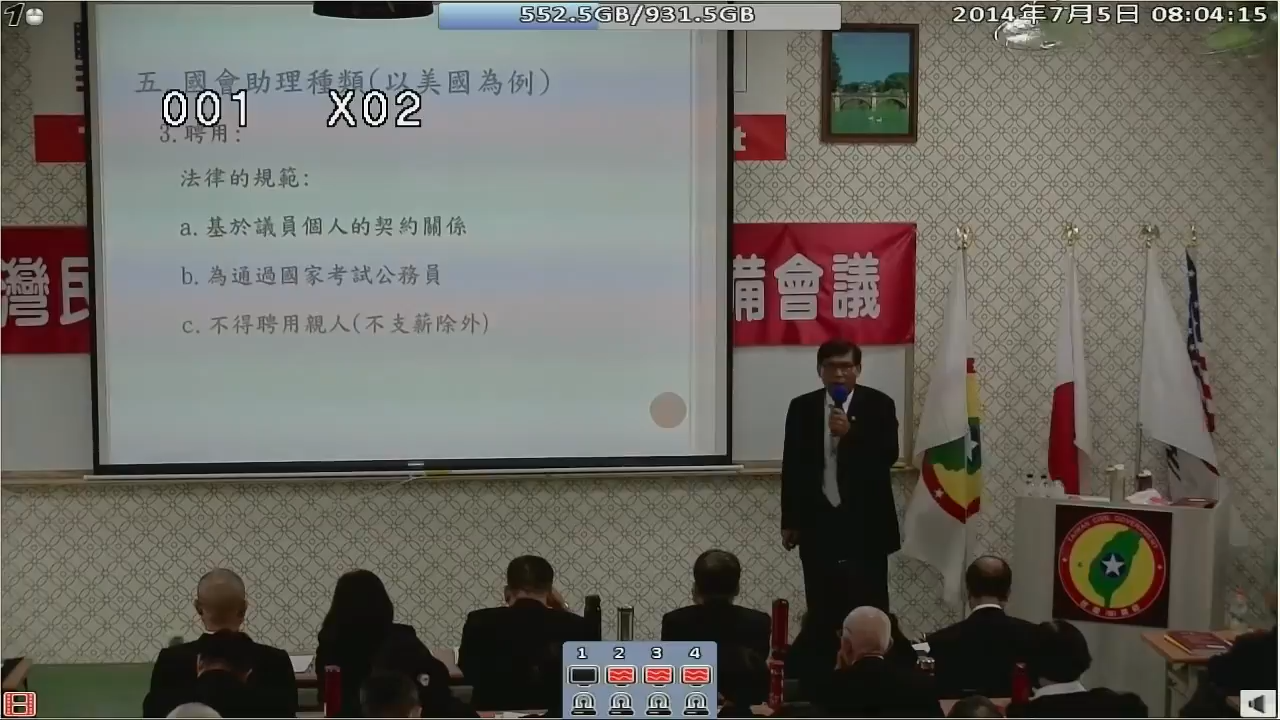 1
552.5GB/931.5GB
2014年7月5日 08:04:15
五.國會助理種類(以美國為例)
001 X02
3.聘用:
法律的規範:
a.基於議員個人的契約關係
b.為通過國家考試公務員
c.不得聘用親人(不支薪除外)
t
灣民
備會議
TAIWAN CIVIL GOVERNMENT
1 2 3 4